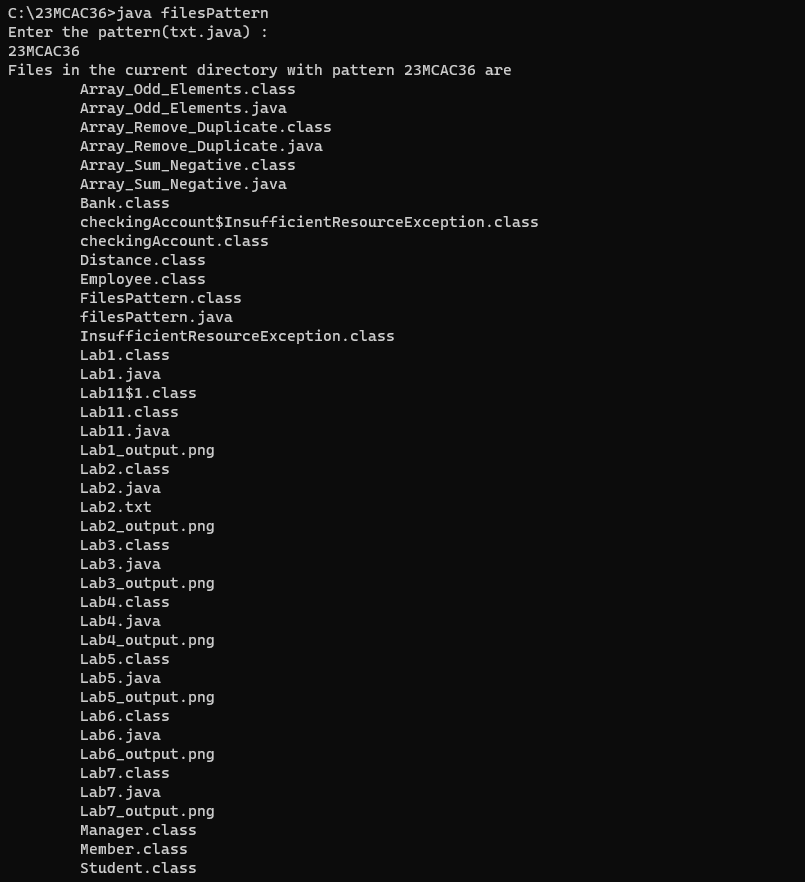 C:\23MCAC36>java filesPattern
Enter the pattern(txt.java) :
23MCAC36
Files in the current directory with pattern 23MCAC36 are
Array_Odd_Elements.class
Array_Odd_Elements.java
Array_Remove_Duplicate.class
Array_Remove_Duplicate.java
Array_Sum_Negative.class
Array_Sum_Negative.java
Bank.class
checkingAccount$InsufficientResourceException.class
checkingAccount.class
Distance.class
Employee.class
FilesPattern.class
filesPattern.java
InsufficientResourceException.class
Lab1.class
Lab1.java
Lab11$1.class
Lab11.class
Lab11.java
Lab1_output.png
Lab2.class
Lab2.java
Lab2.txt
Lab2_output.png
Lab3.class
Lab3.java
Lab3_output.png
Lab4.class
Lab4.java
Lab4_output.png
Lab5.class
Lab5.java
Lab5_output.png
Lab6.class
Lab6.java
Lab6_output.png
Lab7.class
Lab7.java
Lab7_output.png
Manager.class
Member.class
Student.class